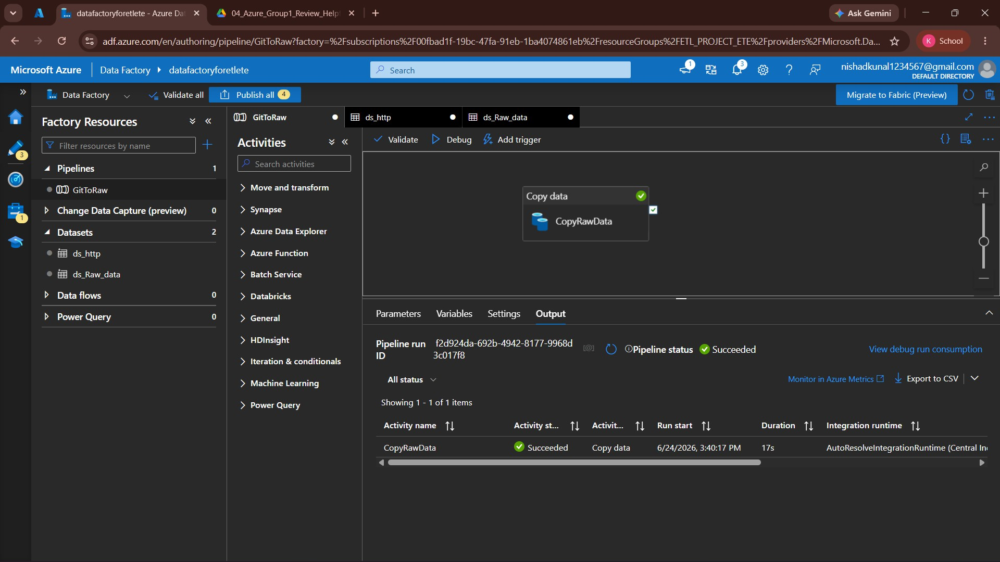 datafactoryforetlete - Azure Da
04_Azure_Group1_Review_Help
Ask Gemini
adf.azure.com/en/authoring/pipeline/GitToRaw?factory=%2Fsubscriptions%2F00fbad1f-19bc-47fa-91eb-1ba4074861eb%2FresourceGroups%2FETL_PROJECT_ETE%2Fproviders%2FMicrosoft.Da...
K School
Microsoft Azure
Data Factory
datafactoryforetlete
Search
1
3
nishadkunal1234567@gmail.com
DEFAULT DIRECTORY
Data Factory
Validate all
Publish all 4
Migrate to Fabric (Preview)
3
1
Factory Resources
Filter resources by name
Pipelines 1
GitToRaw
Change Data Capture (preview) 0
Datasets 2
ds_http
ds_Raw_data
Data flows 0
Power Query 0
GitToRaw
ds_http
ds_Raw_data
Activities
Search activities
Move and transform
Synapse
Azure Data Explorer
Azure Function
Batch Service
Databricks
General
HDInsight
Iteration & conditionals
Machine Learning
Power Query
Validate
Debug
Add trigger
{}
Copy data
CopyRawData
Parameters
Variables
Settings
Output
Pipeline run ID
f2d924da-692b-4942-8177-9968d
3c017f8
[@]
Pipeline status
Succeeded
View debug run consumption
All status
Monitor in Azure Metrics
Export to CSV
Showing 1 - 1 of 1 items
Activity name Activity st... Activit... Run start Duration Integration runtime
CopyRawData Succeeded Copy data 6/24/2026, 3:40:17 PM 17s AutoResolveIntegrationRuntime (Central In